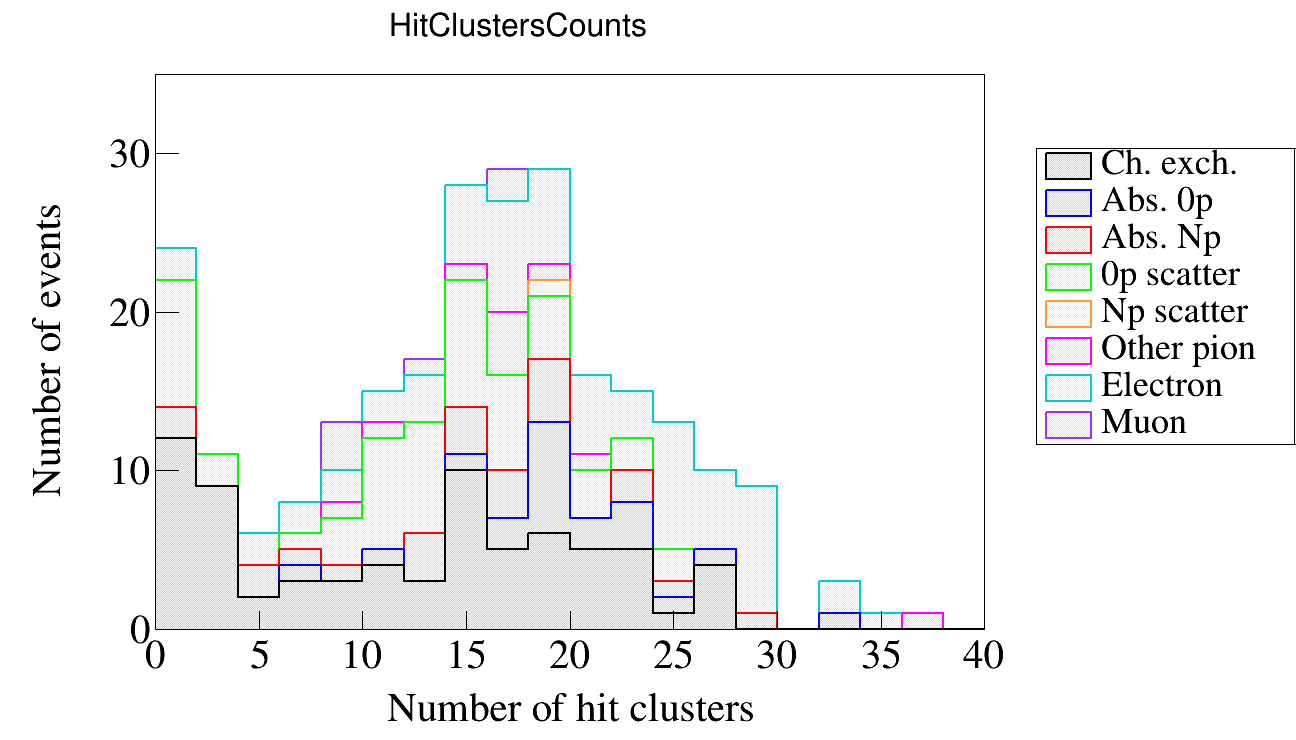 HitClustersCounts
Number of events
30
20
10
0
0 5 10 15 20 25 30 35 40
Number of hit clusters
Ch. exch.
Abs. 0p
Abs. Np
0p scatter
Np scatter
Other pion
Electron
Muon